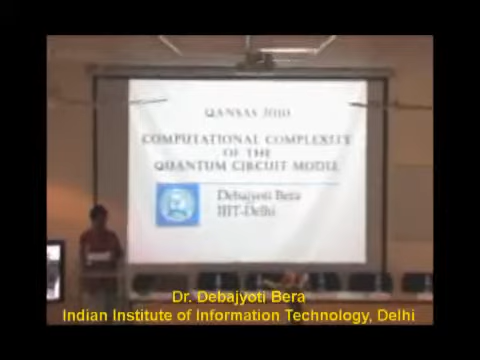 QANSAS 2010
COMPUTATIONAL COMPLEXITY
OF THE
QUANTUM CIRCUIT MODEL
Debajyoti Bera
IIIT-Delhi
Dr. Debajyoti Bera
Indian Institute of Information Technology, Delhi